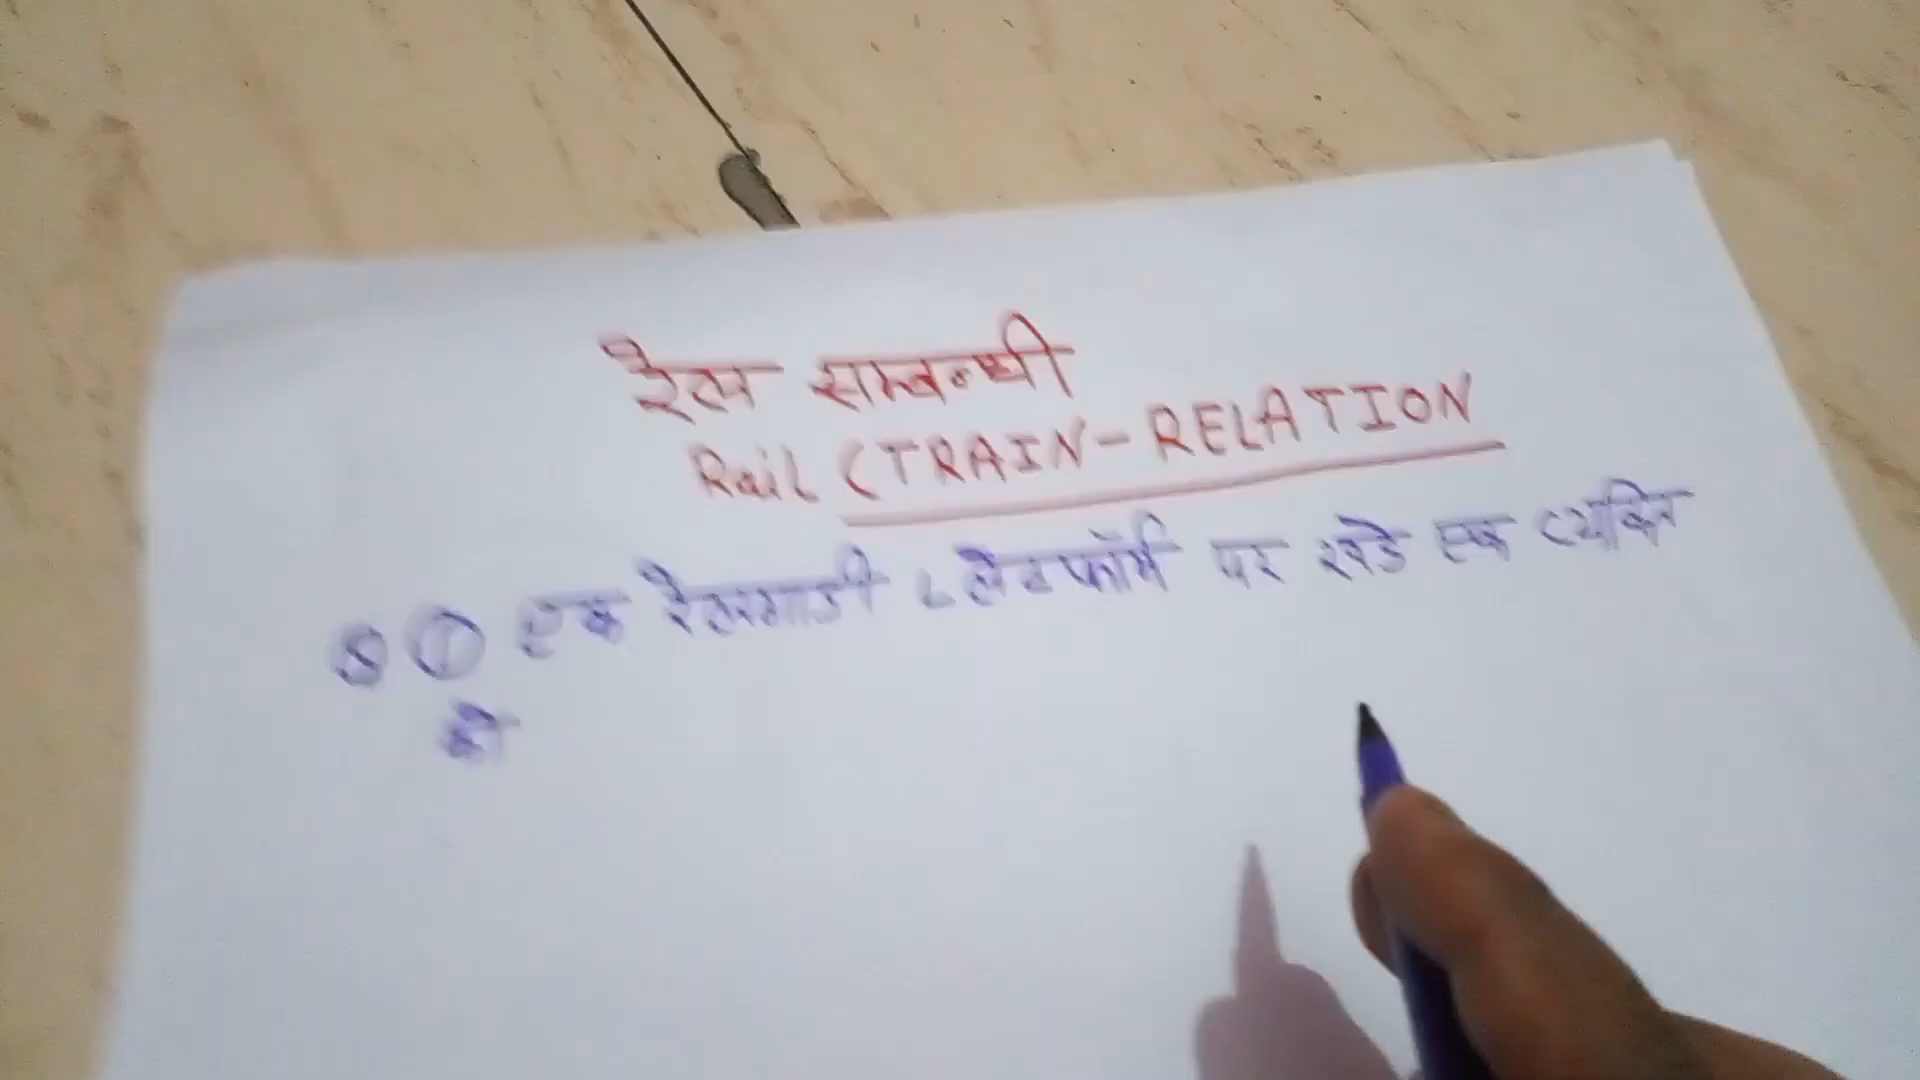 रेल सम्बन्धी
Rail (TRAIN-RELATION
Q ① एक रेलगाडी प्लेटफॉर्म पर खडे एक व्यक्ति
को